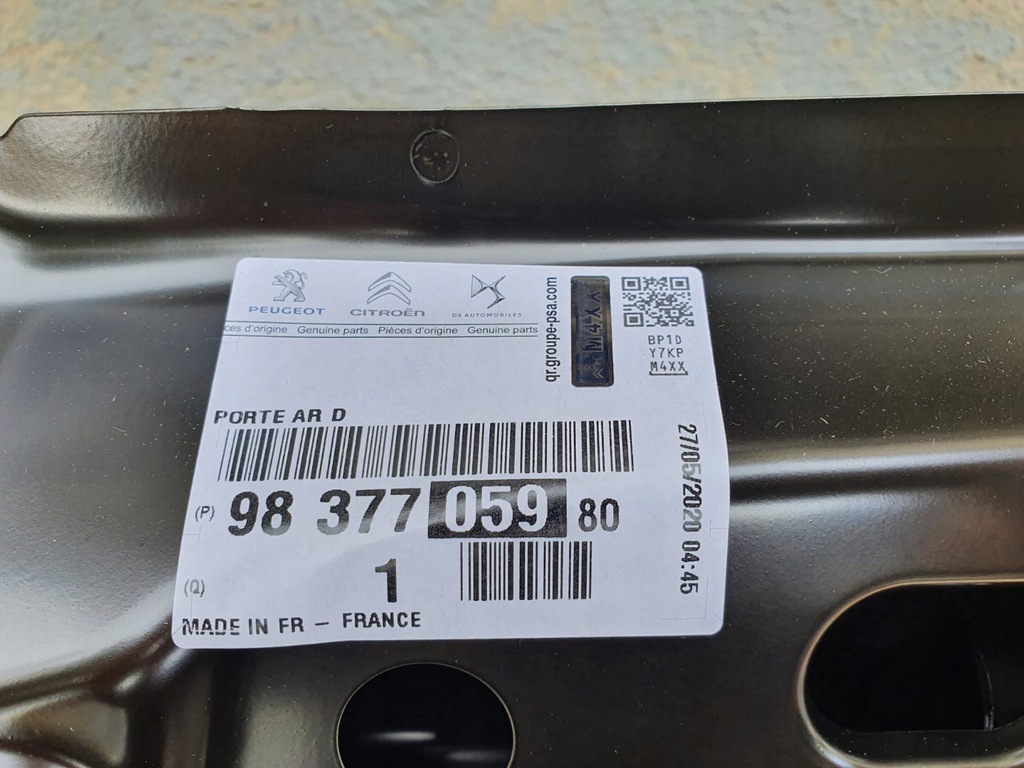 PEUGEOT CITROËN DS AUTOMOBILES
ces d'origine Genuine parts Pièces d'origine Genuine parts
qr.groupe-psa.com
M4XX
BP1D
Y7KP
M4XX
PORTE AR D
(P) 98 377 059 80
(Q) 1
MADE IN FR – FRANCE
27/05/2020 04:45